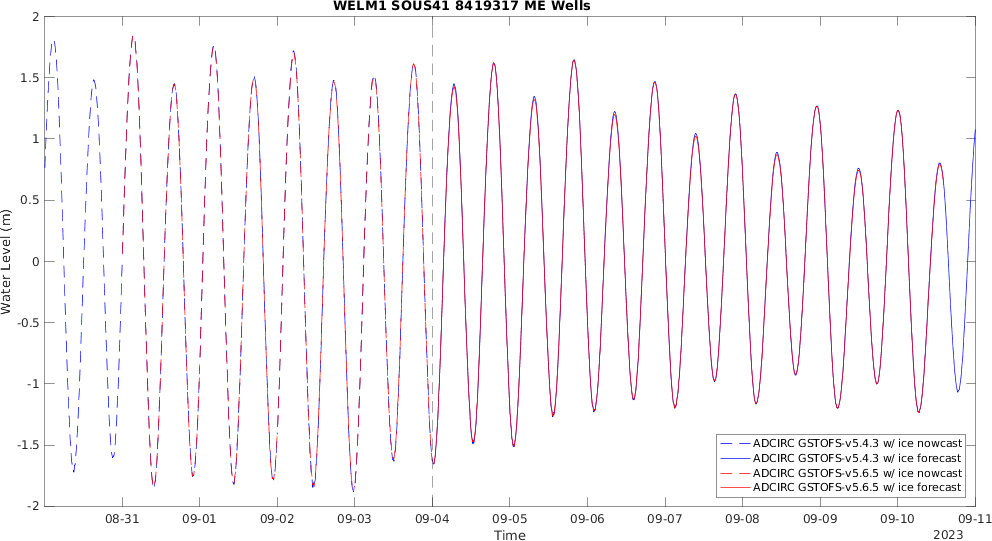 WELM1 SOUS41 8419317 ME Wells
2
1.5
1
0.5
0
-0.5
-1
-1.5
-2
Water Level (m)
08-31 09-01 09-02 09-03 09-04 09-05 09-06 09-07 09-08 09-09 09-10 09-11
Time
2023
ADCIRC GSTOFS-v5.4.3 w/ ice nowcast
ADCIRC GSTOFS-v5.4.3 w/ ice forecast
ADCIRC GSTOFS-v5.6.5 w/ ice nowcast
ADCIRC GSTOFS-v5.6.5 w/ ice forecast